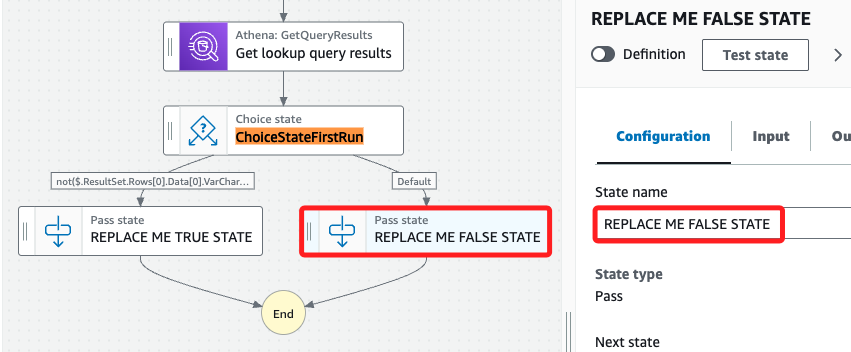 Athena: GetQueryResults
Get lookup query results
Choice state
ChoiceStateFirstRun
not($.ResultSet.Rows[0].Data[0].VarChar...
Default
Pass state
REPLACE ME TRUE STATE
Pass state
REPLACE ME FALSE STATE
End
REPLACE ME FALSE STATE
Definition
Test state
Configuration
Input
Ou
State name
REPLACE ME FALSE STATE
State type
Pass
Next state